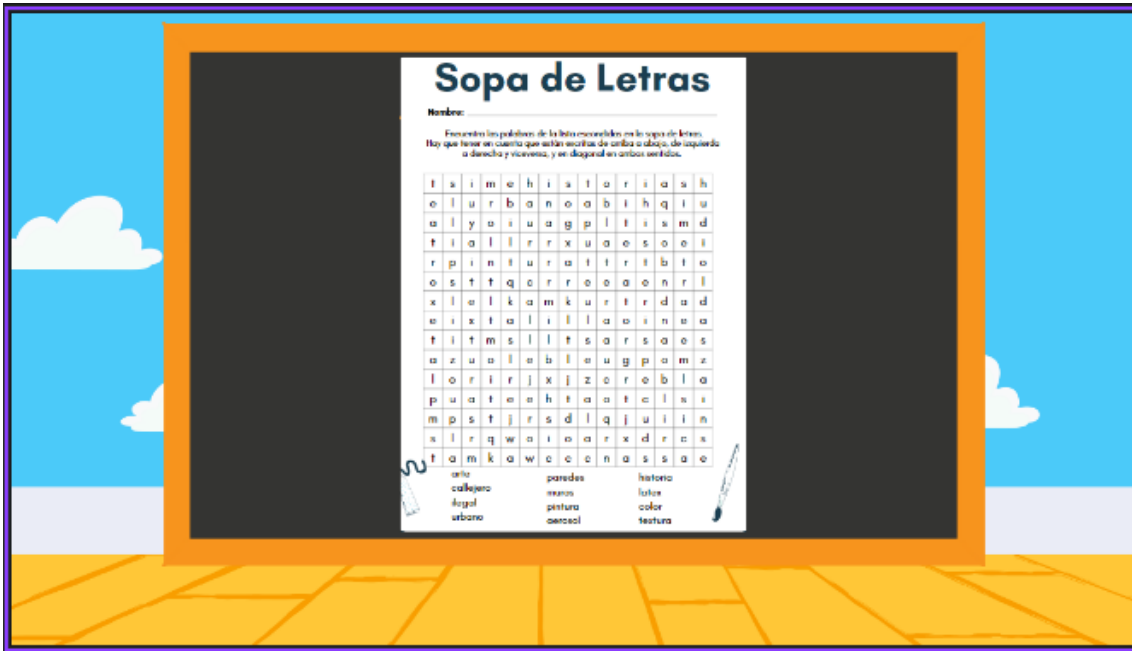 Sopa de Letras
Nombre:
Encuentra las palabras de la lista escondidas en la sopa de letras.
Hay que tener en cuenta que están escritas de arriba a abajo, de izquierda
a derecha y viceversa, y en diagonal en ambos sentidos.
t s i m e h i s t o r i a s h
e l u r b a n o a b i h q i u
a l y o i u a g p l t i s m d
t i a l l r r x u a e s o e i
r p i n t u r a t t r t b t o
x l e l k a m k u r t r d a d
e i x t a l i l l a o i n e a
t i t m s l l t s a r s a e s
a z u o l e b l e u g p a m z
l o r i r j x j z c r e b l a
p u a t e e h t a o t c l s i
m p s t j r s d l q j u i i n
s l r q w o i o a r x d r c s
t a m k a w e e e n a s s a e
arte
callejero
ilegal
urbano
paredes
muros
pintura
aerosol
historia
latex
color
textura